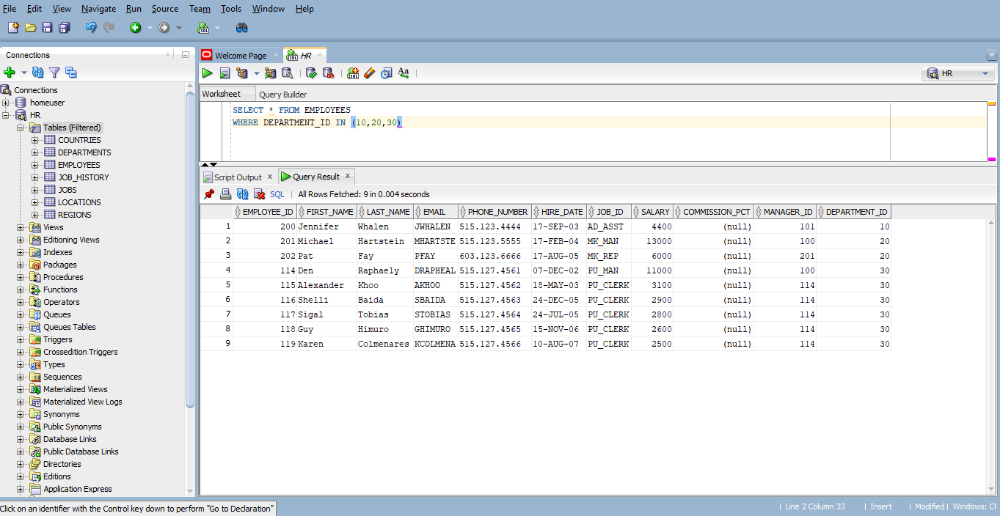 File Edit View Navigate Run Source Team Tools Window Help
Connections
Welcome Page
HR
HR
Worksheet
Query Builder
SELECT * FROM EMPLOYEES
WHERE DEPARTMENT_ID IN (10,20,30)
Connections
homeuser
HR
Tables (Filtered)
COUNTRIES
DEPARTMENTS
EMPLOYEES
JOB_HISTORY
JOBS
LOCATIONS
REGIONS
Views
Editioning Views
Indexes
Packages
Procedures
Functions
Operators
Queues
Queues Tables
Triggers
Crossedition Triggers
Types
Sequences
Materialized Views
Materialized View Logs
Synonyms
Public Synonyms
Database Links
Public Database Links
Directories
Editions
Application Express
Script Output
Query Result
SQL
All Rows Fetched: 9 in 0.004 seconds
EMPLOYEE_ID FIRST_NAME LAST_NAME EMAIL PHONE_NUMBER HIRE_DATE JOB_ID SALARY COMMISSION_PCT MANAGER_ID DEPARTMENT_ID
1 200 Jennifer Whalen JWHALEN 515.123.4444 17-SEP-03 AD_ASST 4400 (null) 101 10
2 201 Michael Hartstein MHARTSTE 515.123.5555 17-FEB-04 MK_MAN 13000 (null) 100 20
3 202 Pat Fay PFAY 603.123.6666 17-AUG-05 MK_REP 6000 (null) 201 20
4 114 Den Raphaely DRAPHEAL 515.127.4561 07-DEC-02 PU_MAN 11000 (null) 100 30
5 115 Alexander Khoo AKHOO 515.127.4562 18-MAY-03 PU_CLERK 3100 (null) 114 30
6 116 Shelli Baida SBAIDA 515.127.4563 24-DEC-05 PU_CLERK 2900 (null) 114 30
7 117 Sigal Tobias STOBIAS 515.127.4564 24-JUL-05 PU_CLERK 2800 (null) 114 30
8 118 Guy Himuro GHIMURO 515.127.4565 15-NOV-06 PU_CLERK 2600 (null) 114 30
9 119 Karen Colmenares KCOLMENA 515.127.4566 10-AUG-07 PU_CLERK 2500 (null) 114 30
Click on an identifier with the Control key down to perform "Go to Declaration"
Line 2 Column 33 | Insert | Modified | Windows: CF